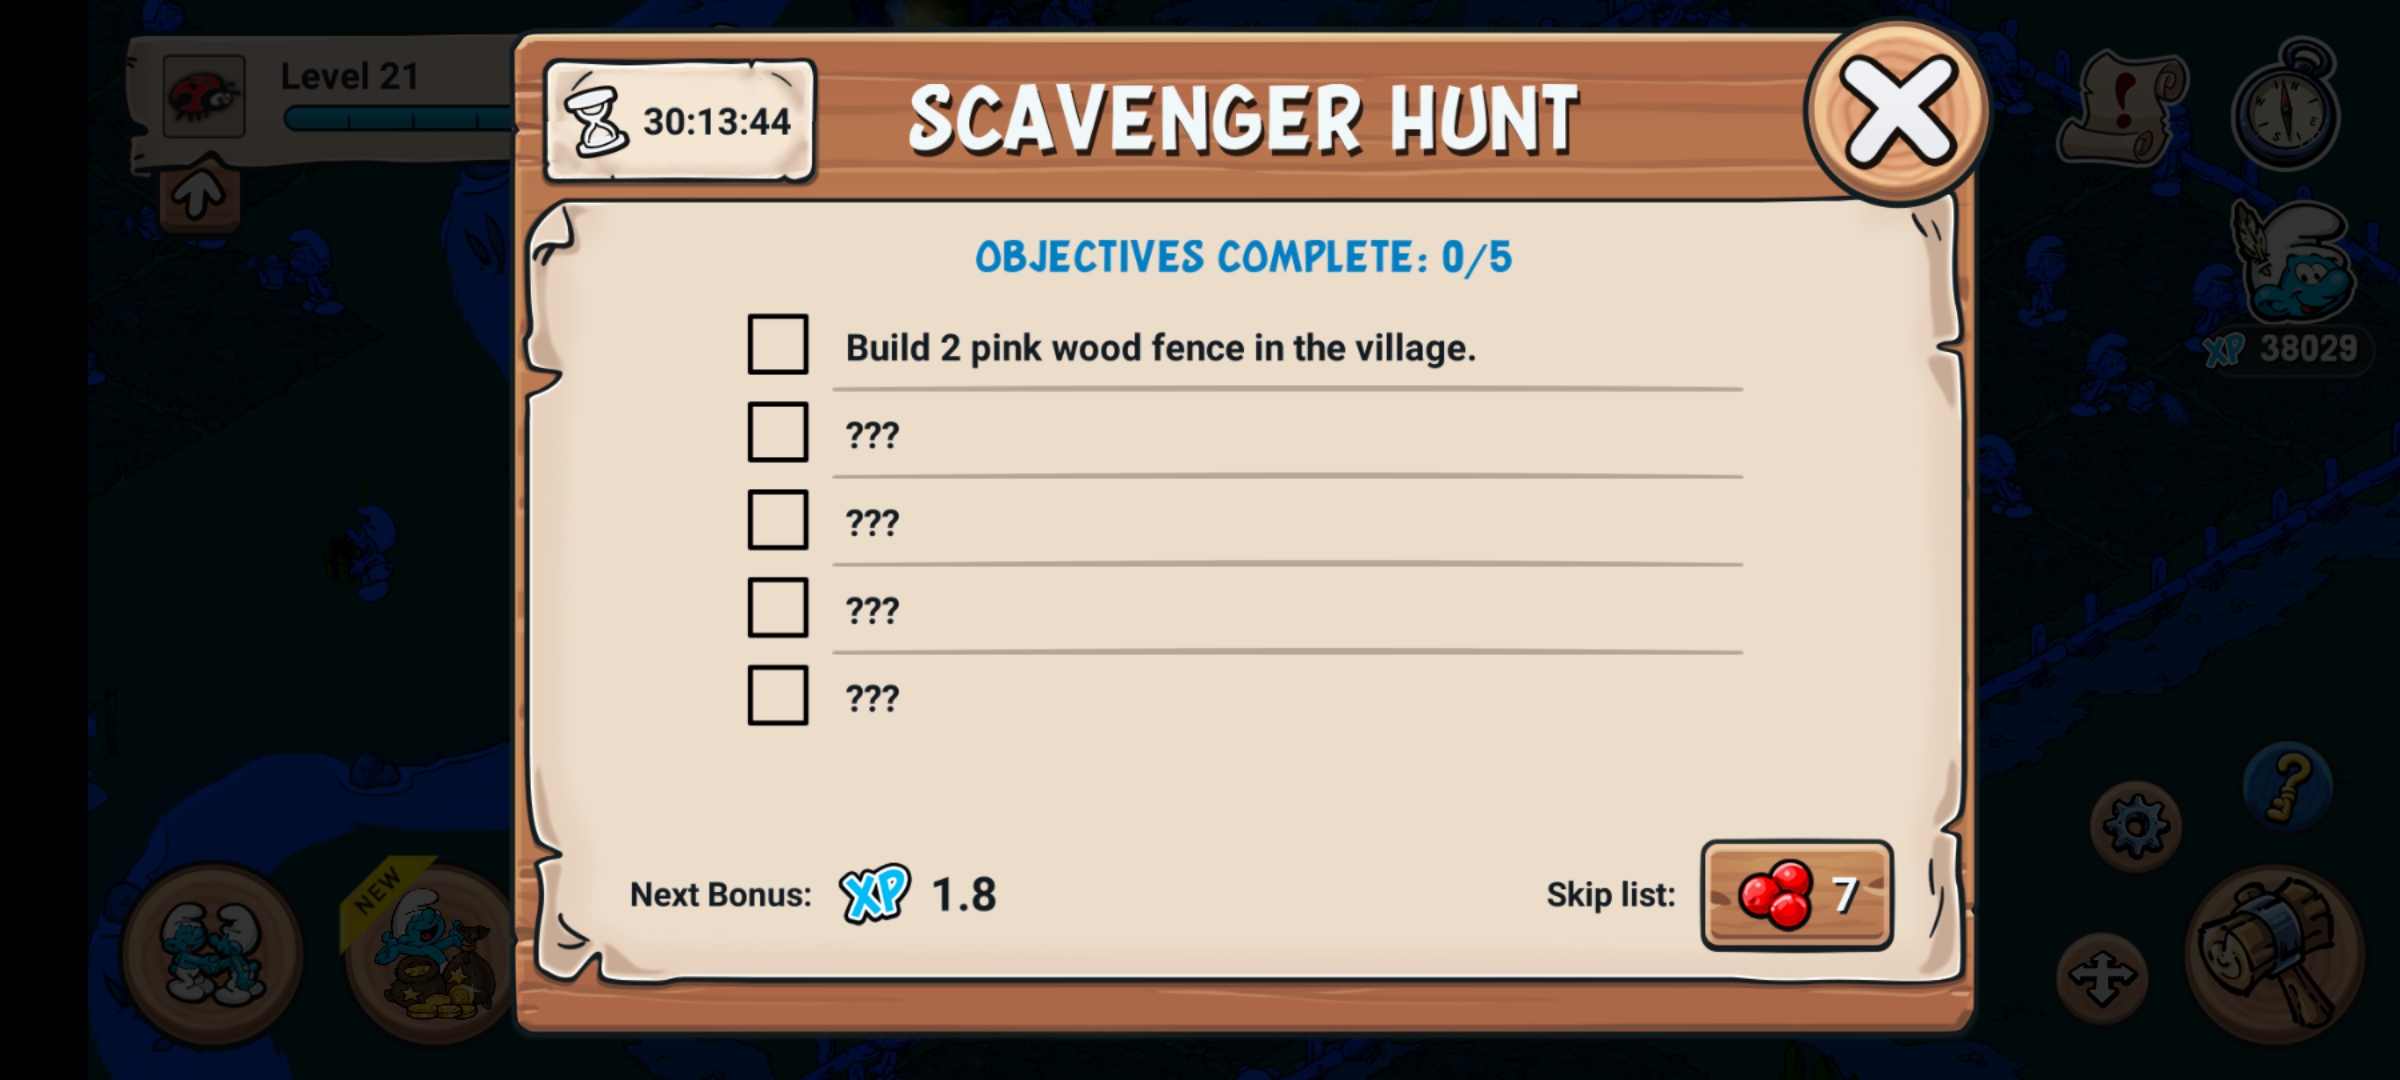 Level 21
30:13:44
SCAVENGER HUNT
OBJECTIVES COMPLETE: 0/5
Build 2 pink wood fence in the village.
???
???
???
???
XP 38029
NEW
Next Bonus: XP 1.8
Skip list: 7